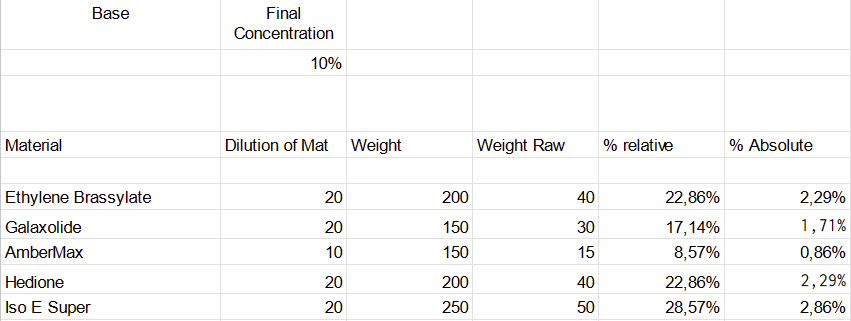 Base Final
Concentration
10%
Material Dilution of Mat Weight Weight Raw % relative % Absolute
Ethylene Brassylate 20 200 40 22,86% 2,29%
Galaxolide 20 150 30 17,14% 1,71%
AmberMax 10 150 15 8,57% 0,86%
Hedione 20 200 40 22,86% 2,29%
Iso E Super 20 250 50 28,57% 2,86%